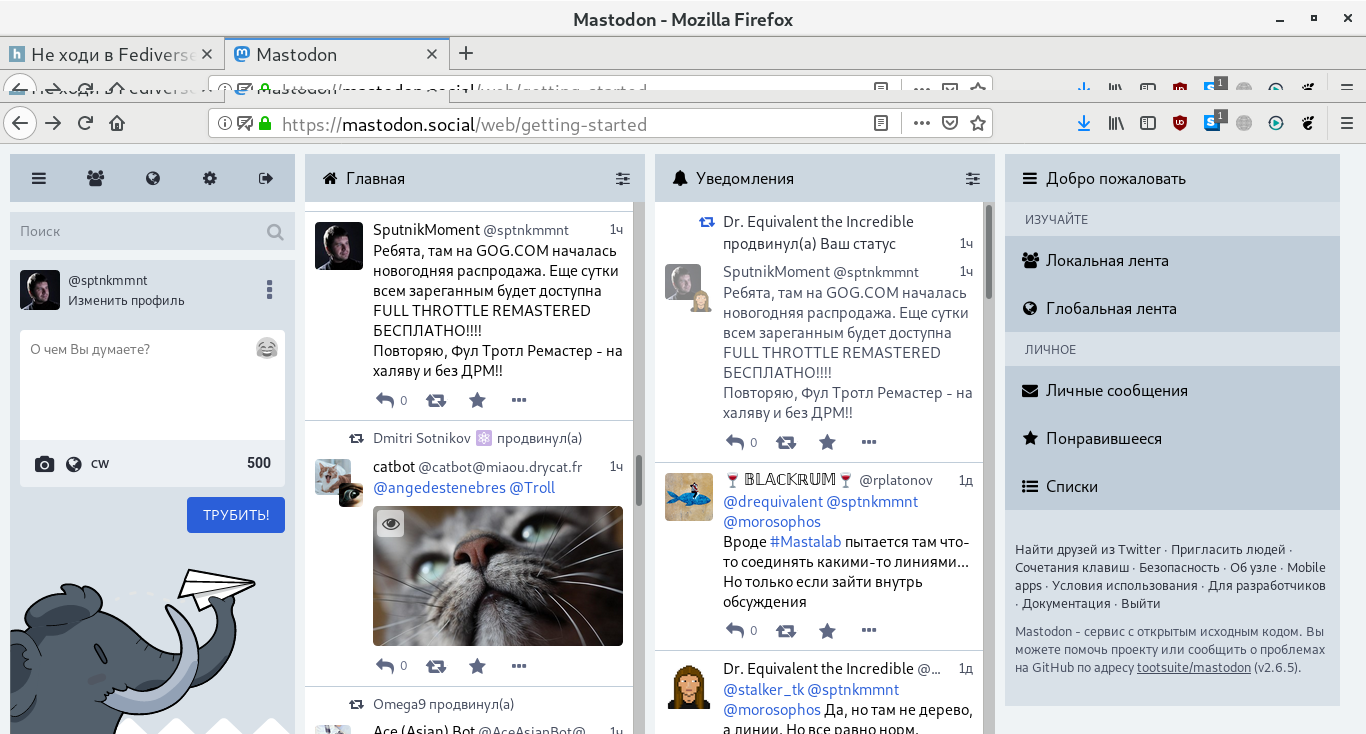 Mastodon - Mozilla Firefox
Не ходи в Fediverse
Mastodon
https://mastodon.social/web/getting-started
1
https://mastodon.social/web/getting-started
1
Поиск
@sptnkmmnt
Изменить профиль
О чем Вы думаете?
CW
500
ТРУБИТЬ!
Главная
SputnikMoment @sptnkmmnt 1ч
Ребята, там на GOG.COM началась
новогодняя распродажа. Еще сутки
всем зареганным будет доступна
FULL THROTTLE REMASTERED
БЕСПЛАТНО!!!!
Повторяю, Фул Тротл Ремастер - на
халяву и без ДРМ!!
0
Dmitri Sotnikov ⚛ продвинул(а)
catbot @catbot@miaou.drycat.fr 1ч
@angedestenebres @Troll
0
Omega9 продвинул(а)
Ace (Asian) Bot @AceAsianBot@ 1ч
Уведомления
Dr. Equivalent the Incredible
продвинул(а) Ваш статус 1ч
SputnikMoment @sptnkmmnt 1ч
Ребята, там на GOG.COM началась
новогодняя распродажа. Еще сутки
всем зареганным будет доступна
FULL THROTTLE REMASTERED
БЕСПЛАТНО!!!!
Повторяю, Фул Тротл Ремастер - на
халяву и без ДРМ!!
0
🍷 𝔹𝕃𝔸ℂ𝕂ℝ𝕌𝕄🍷 @rplatonov 1д
@drequivalent @sptnkmmnt
@morosophos
Вроде #Mastalab пытается там что-
то соединять какими-то линиями...
Но только если зайти внутрь
обсуждения
0
Dr. Equivalent the Incredible @... 1д
@stalker_tk @sptnkmmnt
@morosophos Да, но там не дерево,
а линии. Но все равно норм.
Добро пожаловать
ИЗУЧАЙТЕ
Локальная лента
Глобальная лента
ЛИЧНОЕ
Личные сообщения
Понравившееся
Списки
Найти друзей из Twitter · Пригласить людей ·
Сочетания клавиш · Безопасность · Об узле · Mobile
apps · Условия использования · Для разработчиков
· Документация · Выйти
Mastodon - сервис с открытым исходным кодом. Вы
можете помочь проекту или сообщить о проблемах
на GitHub по адресу tootsuite/mastodon (v2.6.5).